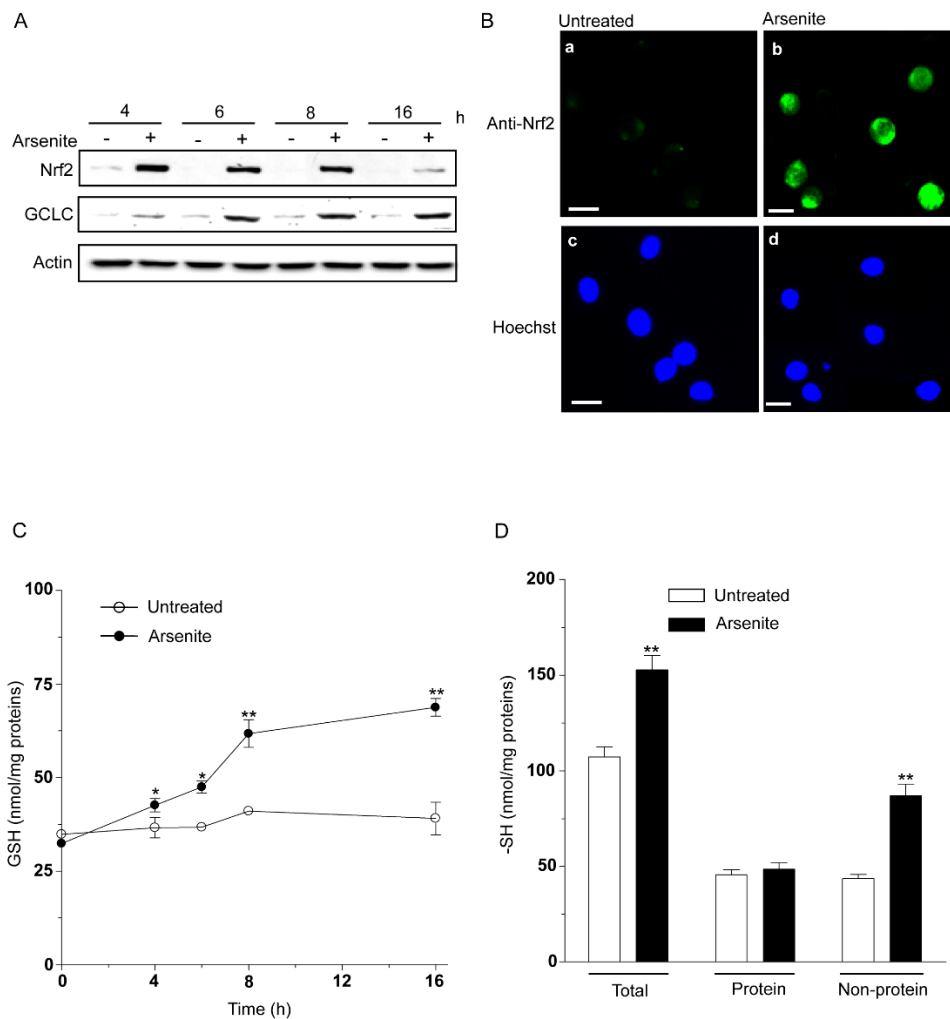 A
4 6 8 16 h
Arsenite - + - + - + - +
Nrf2
GCLC
Actin
B
Untreated Arsenite
a b
Anti-Nrf2
c d
Hoechst
C
100
75
50
25
0
GSH (nmol/mg proteins)
Untreated
Arsenite
* * ** **
0 4 8 12 16
Time (h)
D
200
150
100
50
0
-SH (nmol/mg proteins)
Untreated
Arsenite
** **
Total Protein Non-protein